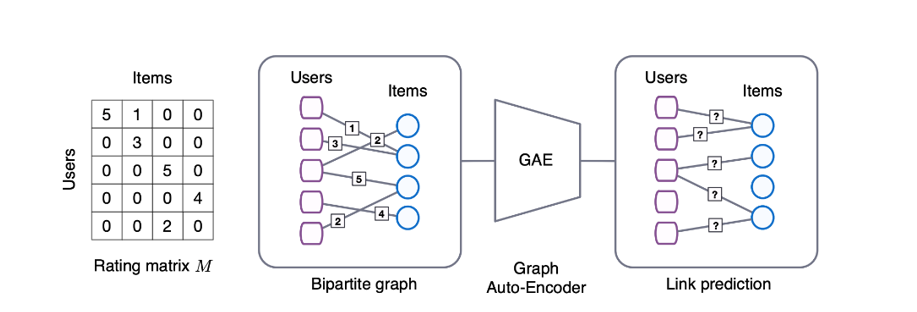 Items
Users
5 1 0 0
0 3 0 0
0 0 5 0
0 0 0 4
0 0 2 0
Rating matrix M
Users
Items
1
3
2
5
4
2
Bipartite graph
GAE
Graph
Auto-Encoder
Users
Items
?
?
?
?
?
Link prediction